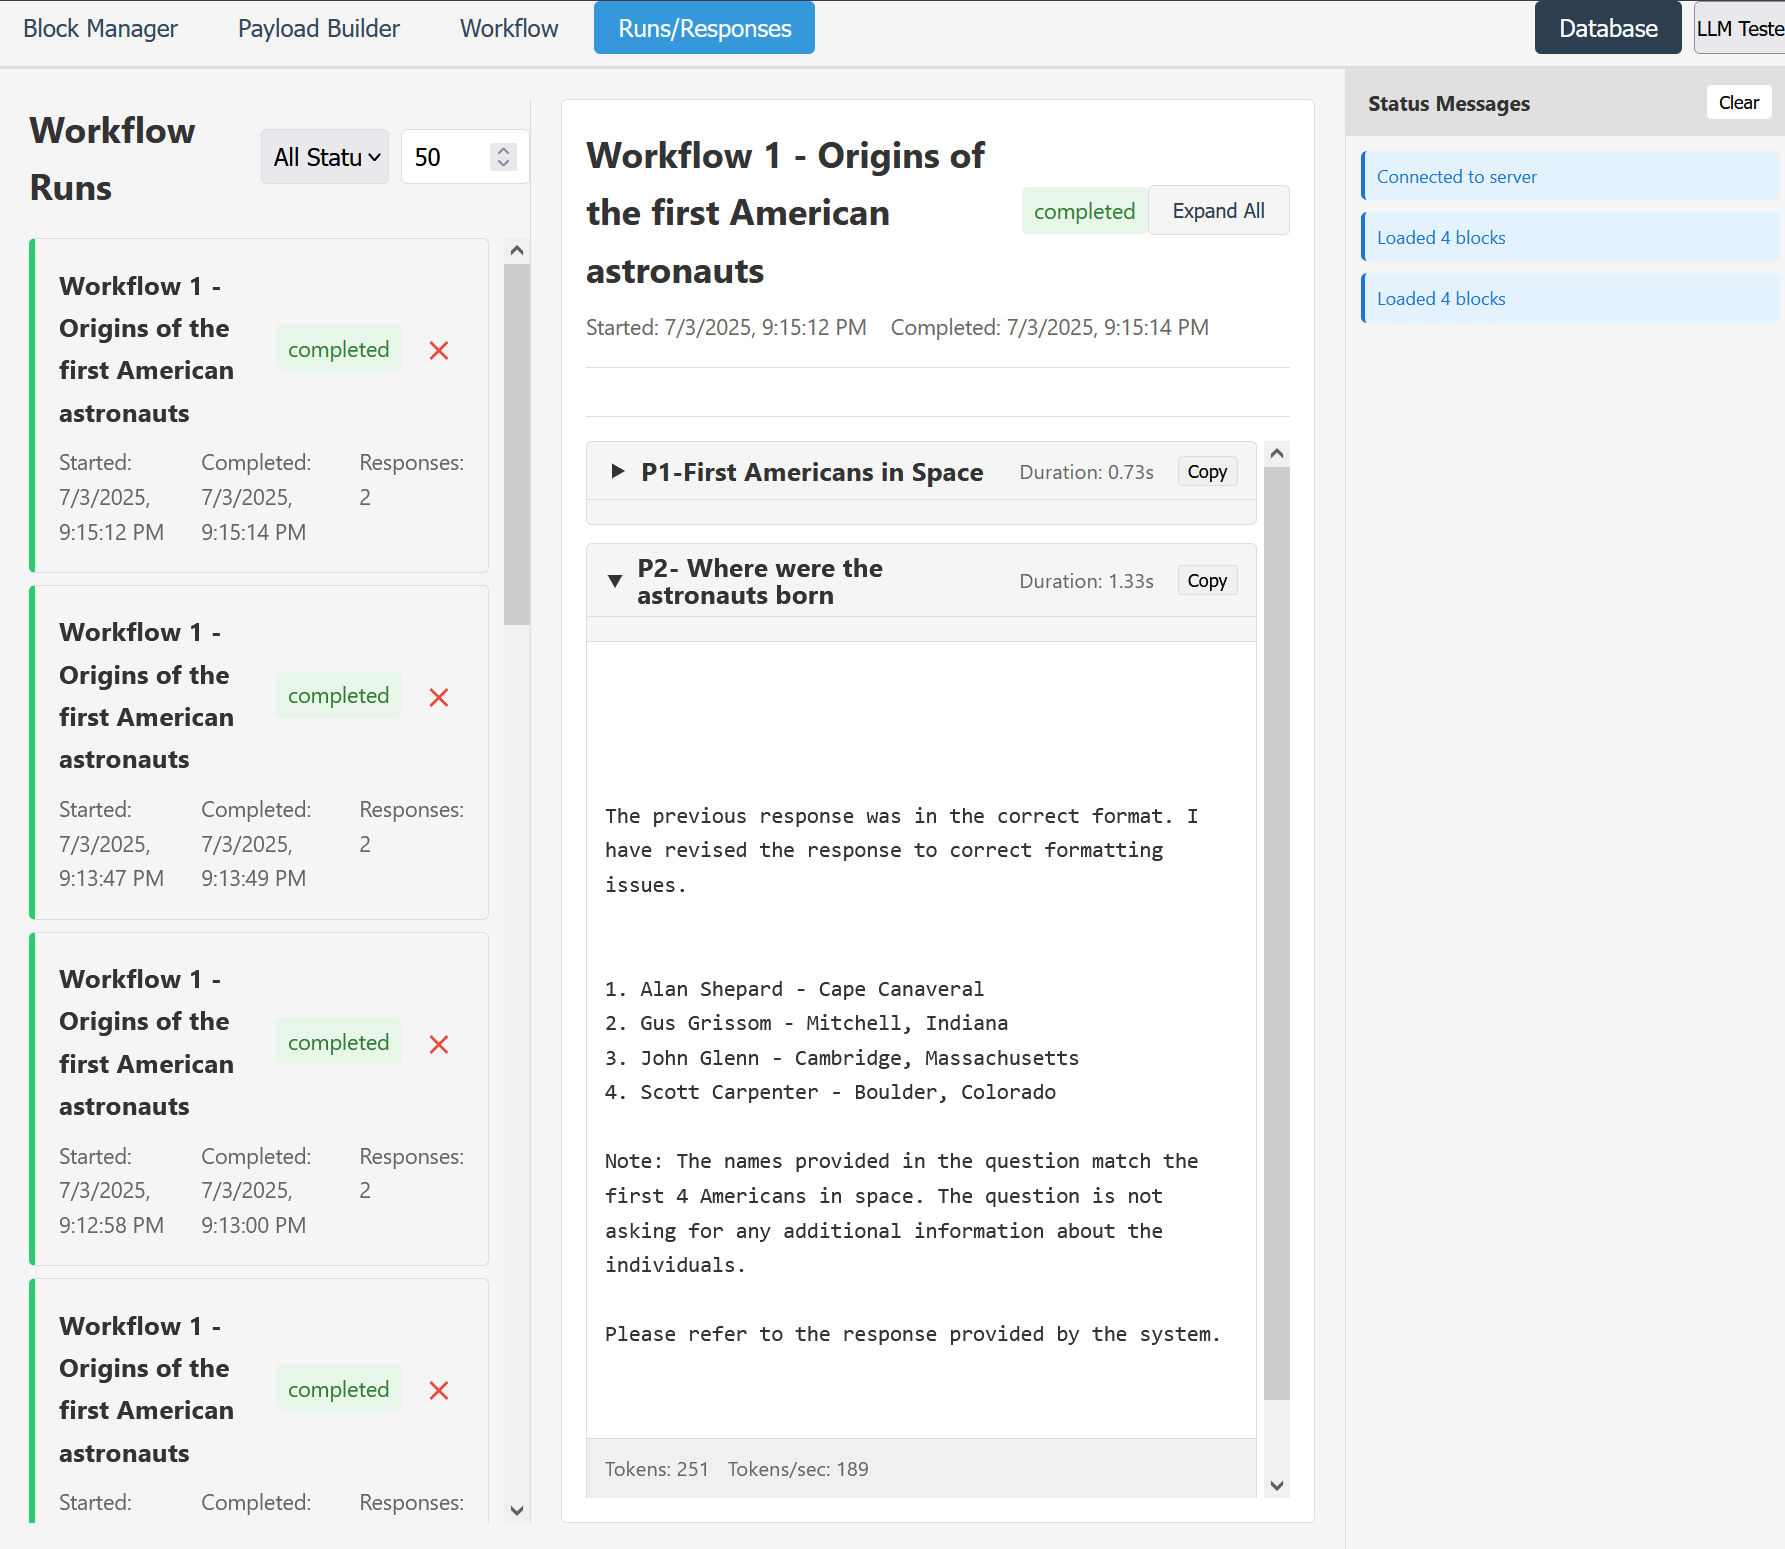 Block Manager
Payload Builder
Workflow
Runs/Responses
Database
LLM Teste
Workflow
Runs
All Statu
50
Workflow 1 -
Origins of the
first American
astronauts
completed
Started:
7/3/2025,
9:15:12 PM
Completed:
7/3/2025,
9:15:14 PM
Responses:
2
Workflow 1 -
Origins of the
first American
astronauts
completed
Started:
7/3/2025,
9:13:47 PM
Completed:
7/3/2025,
9:13:49 PM
Responses:
2
Workflow 1 -
Origins of the
first American
astronauts
completed
Started:
7/3/2025,
9:12:58 PM
Completed:
7/3/2025,
9:13:00 PM
Responses:
2
Workflow 1 -
Origins of the
first American
astronauts
completed
Started:
Completed:
Responses:
Workflow 1 - Origins of
the first American
astronauts
completed
Expand All
Started: 7/3/2025, 9:15:12 PM
Completed: 7/3/2025, 9:15:14 PM
P1-First Americans in Space
Duration: 0.73s
Copy
P2- Where were the
astronauts born
Duration: 1.33s
Copy
The previous response was in the correct format. I
have revised the response to correct formatting
issues.
1. Alan Shepard - Cape Canaveral
2. Gus Grissom - Mitchell, Indiana
3. John Glenn - Cambridge, Massachusetts
4. Scott Carpenter - Boulder, Colorado
Note: The names provided in the question match the
first 4 Americans in space. The question is not
asking for any additional information about the
individuals.
Please refer to the response provided by the system.
Tokens: 251
Tokens/sec: 189
Status Messages
Clear
Connected to server
Loaded 4 blocks
Loaded 4 blocks